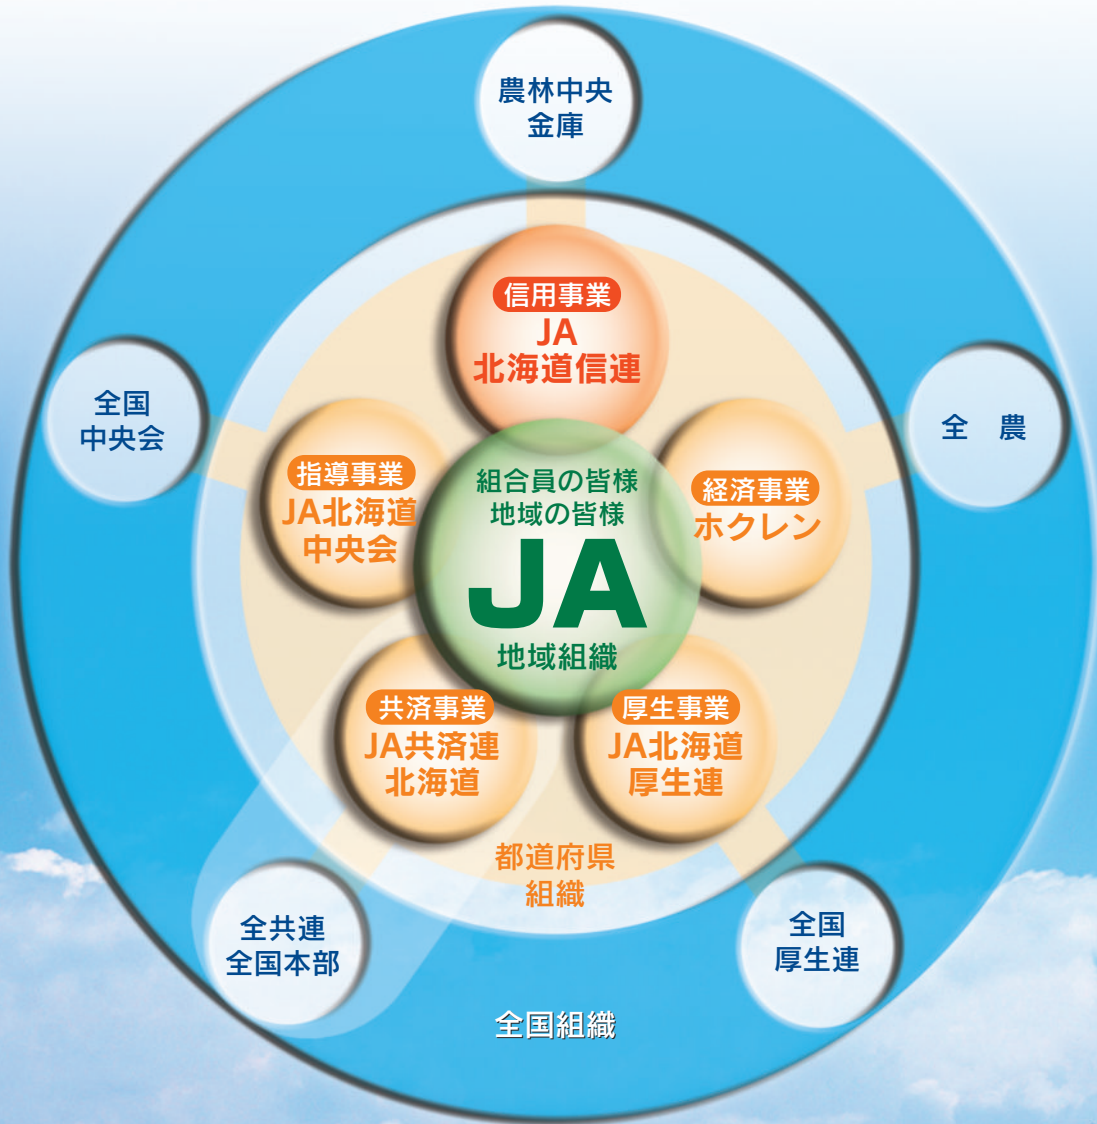 農林中央
金庫
信用事業
JA
北海道信連
全国
中央会
全　農
指導事業
JA北海道
中央会
組合員の皆様
地域の皆様
JA
地域組織
経済事業
ホクレン
共済事業
JA共済連
北海道
厚生事業
JA北海道
厚生連
都道府県
組織
全共連
全国本部
全国
厚生連
全国組織